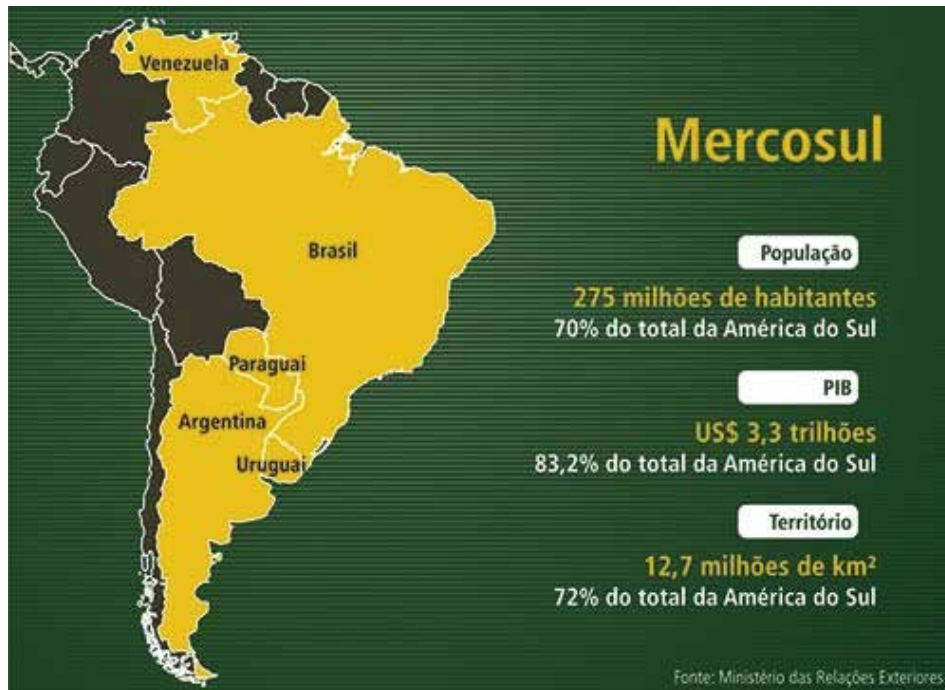 Venezuela
Mercosul
Brasil
População
275 milhões de habitantes
70% do total da América do Sul
Paraguai
PIB
Argentina
US$ 3,3 trilhões
Uruguai
83,2% do total da América do Sul
Território
12,7 milhões de km²
72% do total da América do Sul
Fonte: Ministério das Relações Exteriores